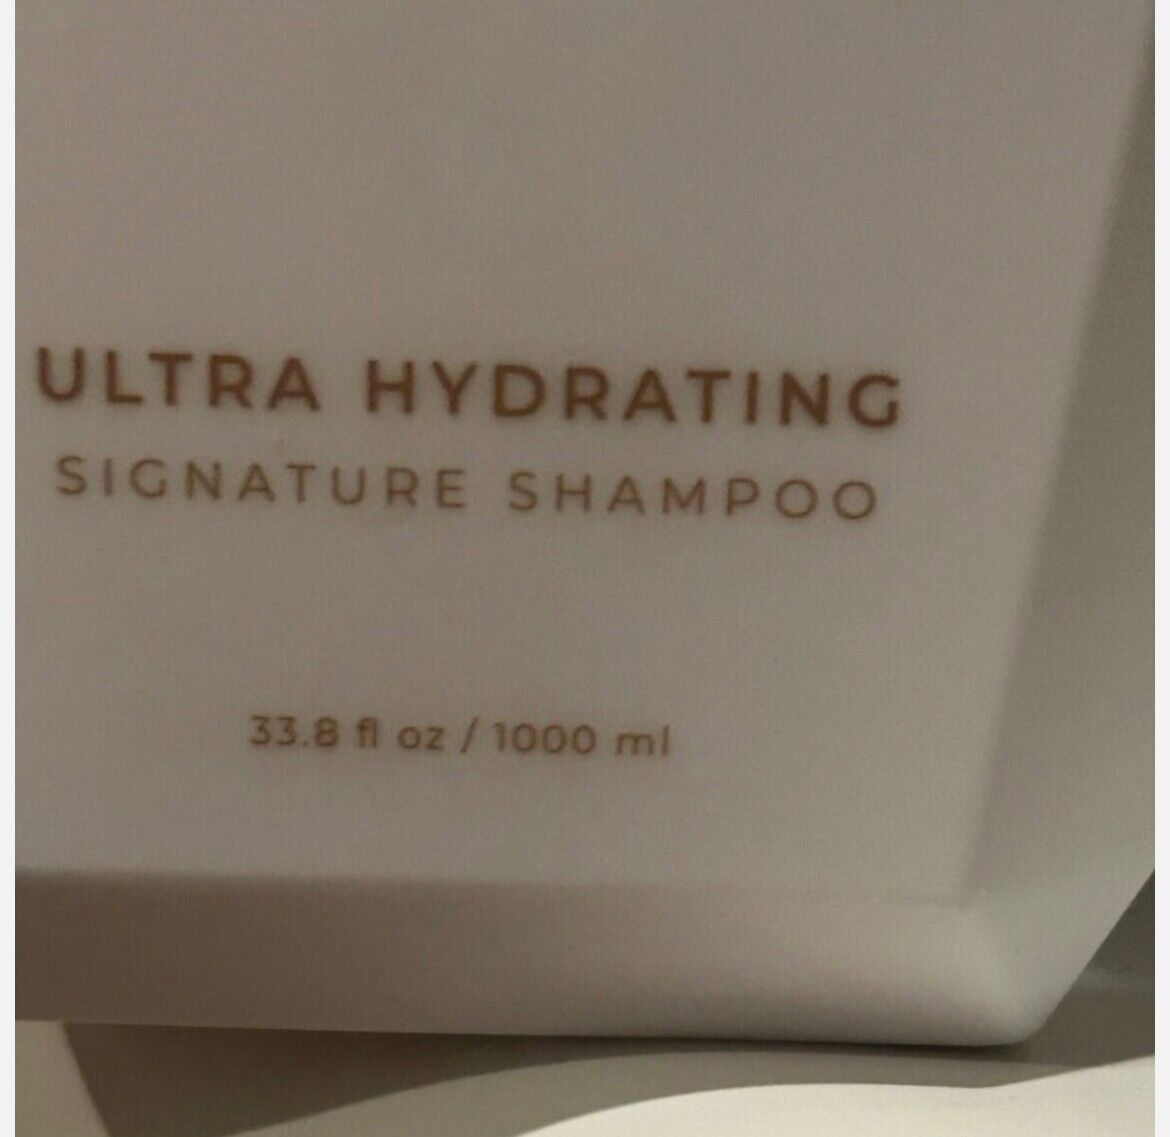 ULTRA HYDRATING
SIGNATURE SHAMPOO
33.8 fl oz / 1000 ml